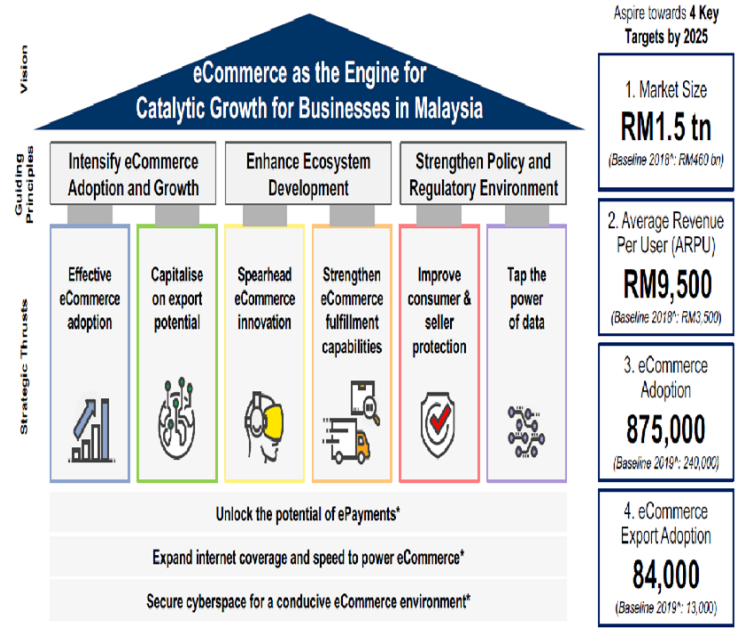 Aspire towards 4 Key
Targets by 2025
Vision
eCommerce as the Engine for
Catalytic Growth for Businesses in Malaysia
Guiding
Principles
Intensify eCommerce
Adoption and Growth
Enhance Ecosystem
Development
Strengthen Policy and
Regulatory Environment
Strategic Thrusts
Effective
eCommerce
adoption
Capitalise
on export
potential
Spearhead
eCommerce
innovation
Strengthen
eCommerce
fulfillment
capabilities
Improve
consumer &
seller
protection
Tap the
power
of data
Unlock the potential of ePayments*
Expand internet coverage and speed to power eCommerce*
Secure cyberspace for a conducive eCommerce environment*
1. Market Size
RM1.5 tn
(Baseline 2018^: RM460 bn)
2. Average Revenue
Per User (ARPU)
RM9,500
(Baseline 2018^: RM3,500)
3. eCommerce
Adoption
875,000
(Baseline 2019^: 240,000)
4. eCommerce
Export Adoption
84,000
(Baseline 2019^: 13,000)